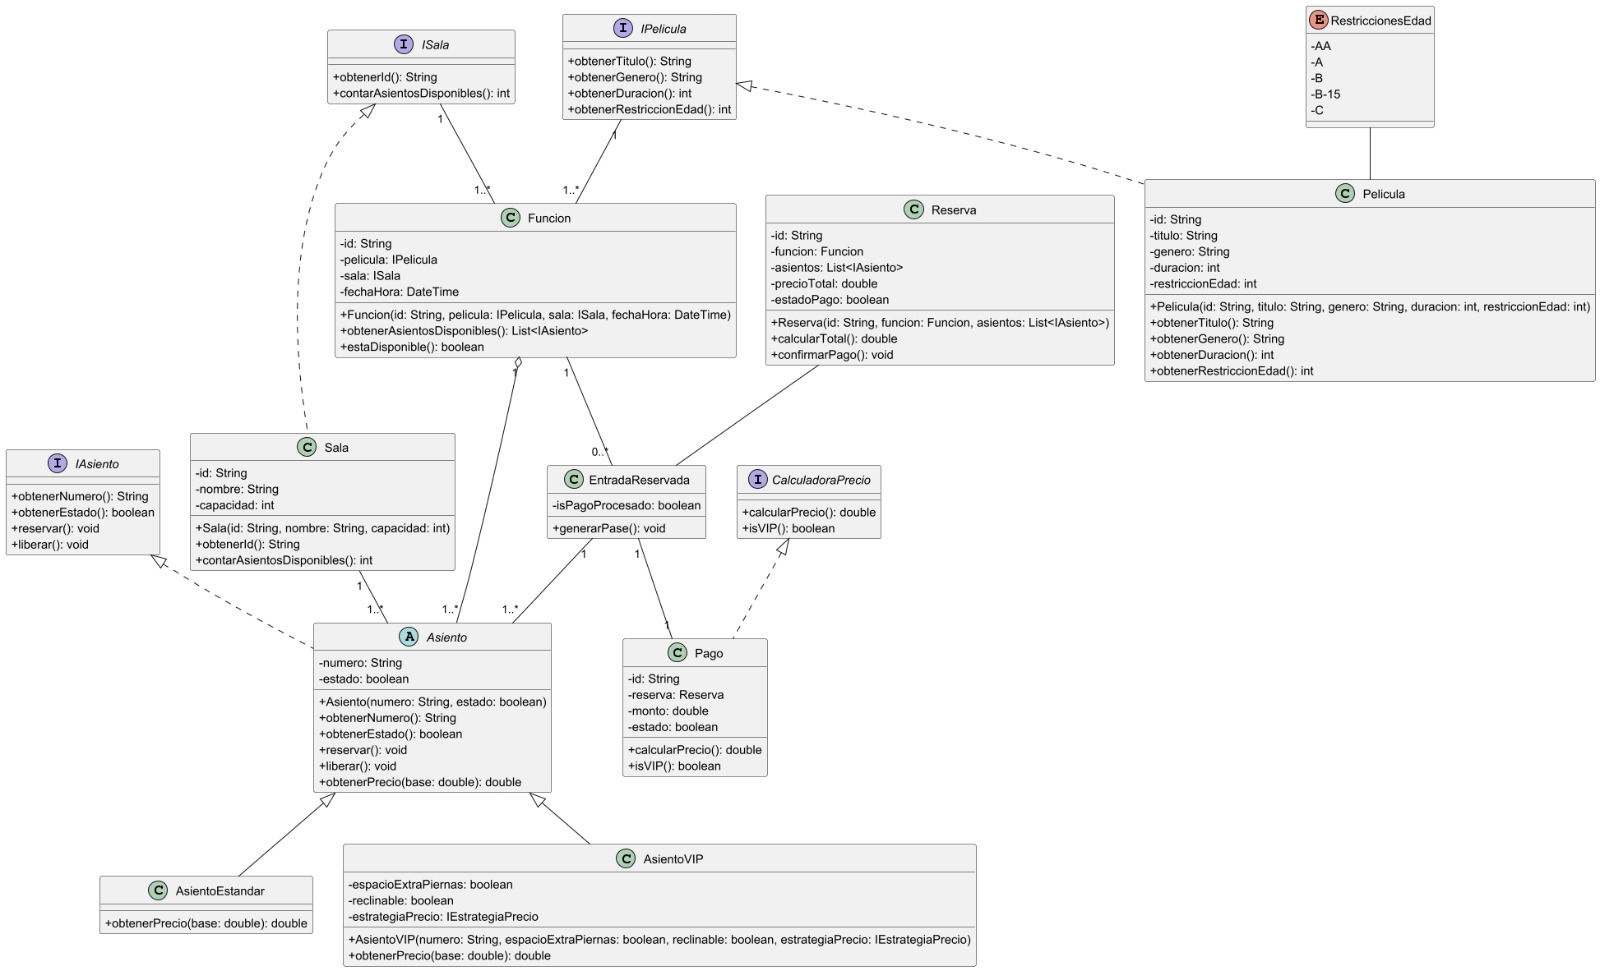 I ISala
+obtenerId(): String
+contarAsientosDisponibles(): int
I IPelicula
+obtenerTitulo(): String
+obtenerGenero(): String
+obtenerDuracion(): int
+obtenerRestriccionEdad(): int
E RestriccionesEdad
-AA
-A
-B
-B-15
-C
1
1..*
1
1..*
C Funcion
-id: String
-pelicula: IPelicula
-sala: ISala
-fechaHora: DateTime
+Funcion(id: String, pelicula: IPelicula, sala: ISala, fechaHora: DateTime)
+obtenerAsientosDisponibles(): List<IAsiento>
+estaDisponible(): boolean
C Reserva
-id: String
-funcion: Funcion
-asientos: List<IAsiento>
-precioTotal: double
-estadoPago: boolean
+Reserva(id: String, funcion: Funcion, asientos: List<IAsiento>)
+calcularTotal(): double
+confirmarPago(): void
C Pelicula
-id: String
-titulo: String
-genero: String
-duracion: int
-restriccionEdad: int
+Pelicula(id: String, titulo: String, genero: String, duracion: int, restriccionEdad: int)
+obtenerTitulo(): String
+obtenerGenero(): String
+obtenerDuracion(): int
+obtenerRestriccionEdad(): int
1
1
0..*
I IAsiento
+obtenerNumero(): String
+obtenerEstado(): boolean
+reservar(): void
+liberar(): void
C Sala
-id: String
-nombre: String
-capacidad: int
+Sala(id: String, nombre: String, capacidad: int)
+obtenerId(): String
+contarAsientosDisponibles(): int
C EntradaReservada
-isPagoProcesado: boolean
+generarPase(): void
I CalculadoraPrecio
+calcularPrecio(): double
+isVIP(): boolean
1
1..*
1..*
1
1..*
1
1
A Asiento
-numero: String
-estado: boolean
+Asiento(numero: String, estado: boolean)
+obtenerNumero(): String
+obtenerEstado(): boolean
+reservar(): void
+liberar(): void
+obtenerPrecio(base: double): double
C Pago
-id: String
-reserva: Reserva
-monto: double
-estado: boolean
+calcularPrecio(): double
+isVIP(): boolean
C AsientoEstandar
+obtenerPrecio(base: double): double
C AsientoVIP
-espacioExtraPiernas: boolean
-reclinable: boolean
-estrategiaPrecio: IEstrategiaPrecio
+AsientoVIP(numero: String, espacioExtraPiernas: boolean, reclinable: boolean, estrategiaPrecio: IEstrategiaPrecio)
+obtenerPrecio(base: double): double